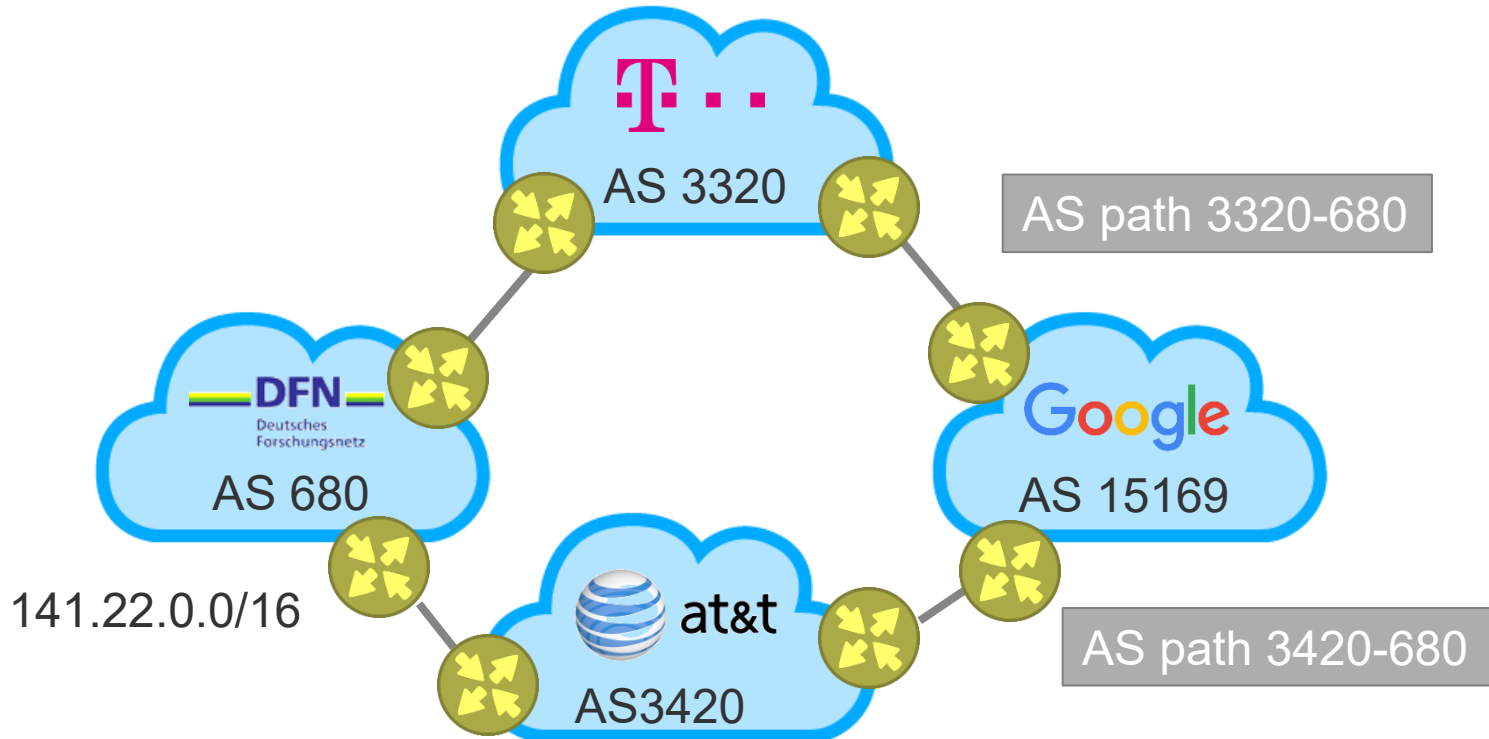 T
AS 3320
AS path 3320-680
DFN
Deutsches
Forschungsnetz
AS 680
Google
AS 15169
141.22.0.0/16
at&t
AS3420
AS path 3420-680